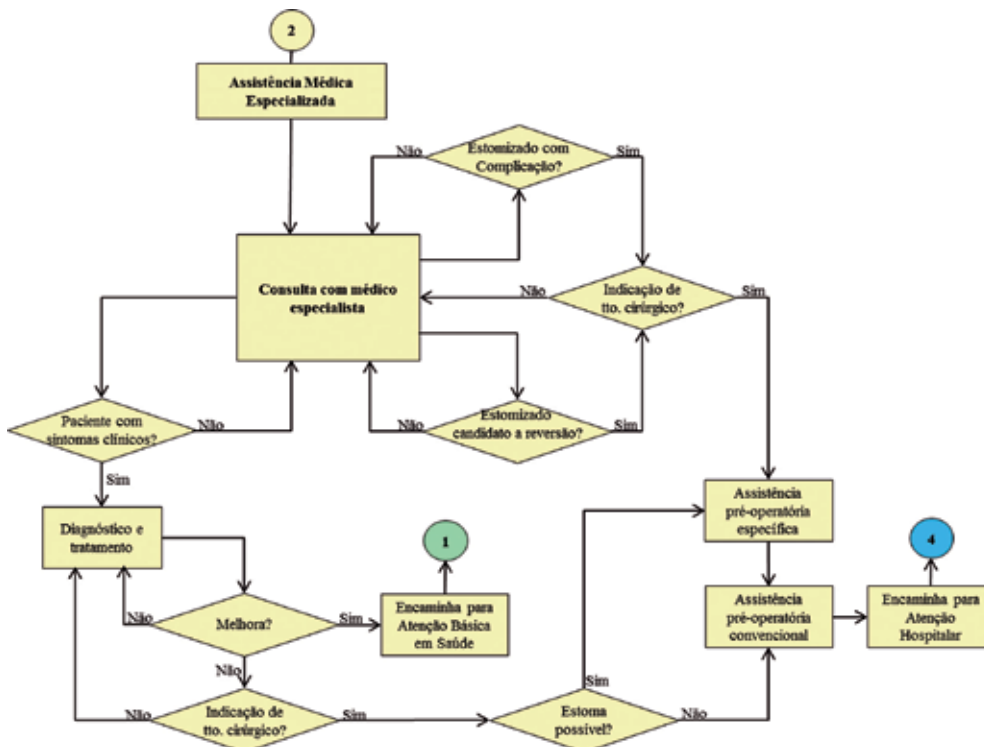 2
Assistência Médica
Especializada
Não
Estomizado com
Complicação?
Sim
Consulta com médico
especialista
Não
Indicação de
tto. cirúrgico?
Sim
Paciente com
sintomas clínicos?
Não
Não
Estomizado
candidato a reversão?
Sim
Sim
Diagnóstico e
tratamento
Assistência
pré-operatória
específica
1
4
Não
Melhora?
Sim
Encaminha para
Atenção Básica
em Saúde
Assistência
pré-operatória
convencional
Encaminha para
Atenção
Hospitalar
Não
Sim
Não
Indicação de
tto. cirúrgico?
Sim
Estoma
possível?
Não